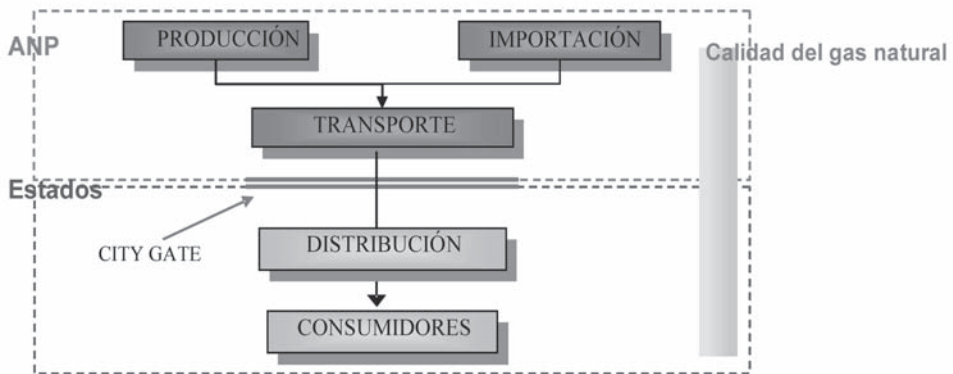 PRODUCCIÓN
IMPORTACIÓN
ANP
Calidad del gas natural
TRANSPORTE
Estados
CITY GATE
DISTRIBUCIÓN
CONSUMIDORES